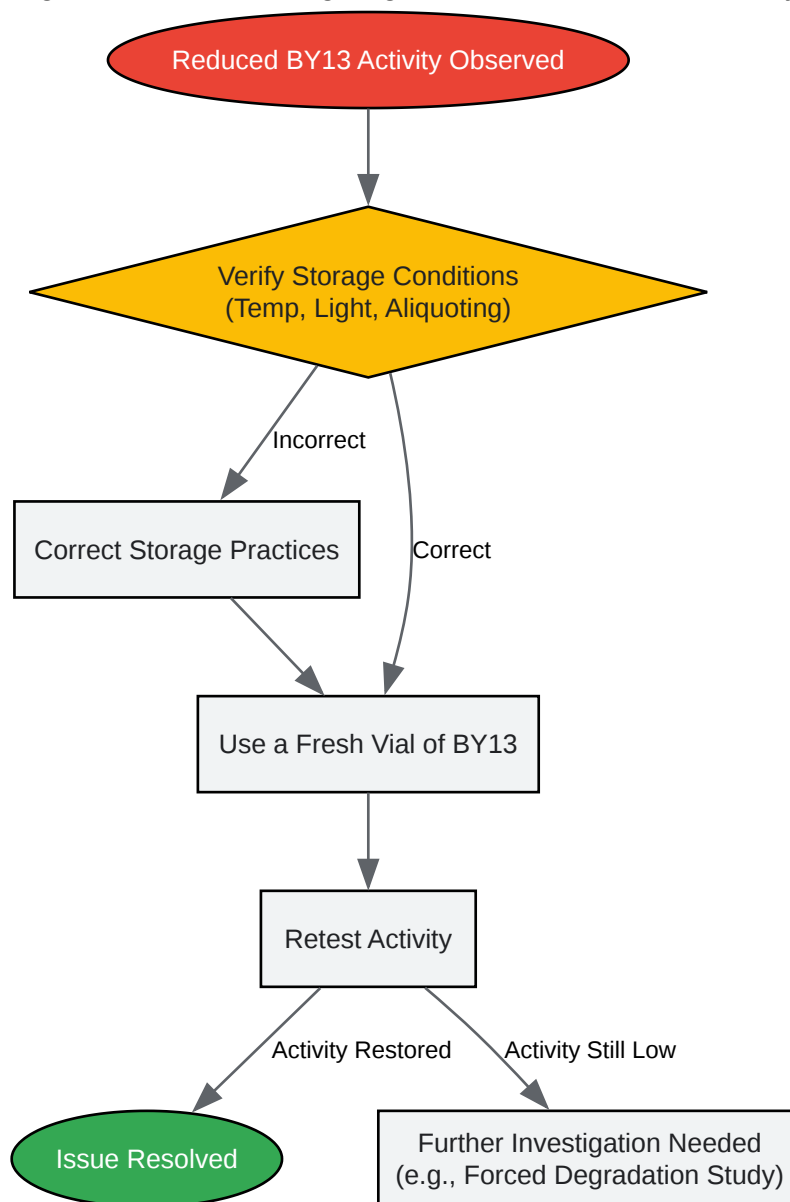 Reduced BY13 Activity Observed
Verify Storage Conditions
(Temp, Light, Aliquoting)
Incorrect
Correct Storage Practices
Correct
Use a Fresh Vial of BY13
Retest Activity
Activity Restored
Activity Still Low
Issue Resolved
Further Investigation Needed
(e.g., Forced Degradation Study)